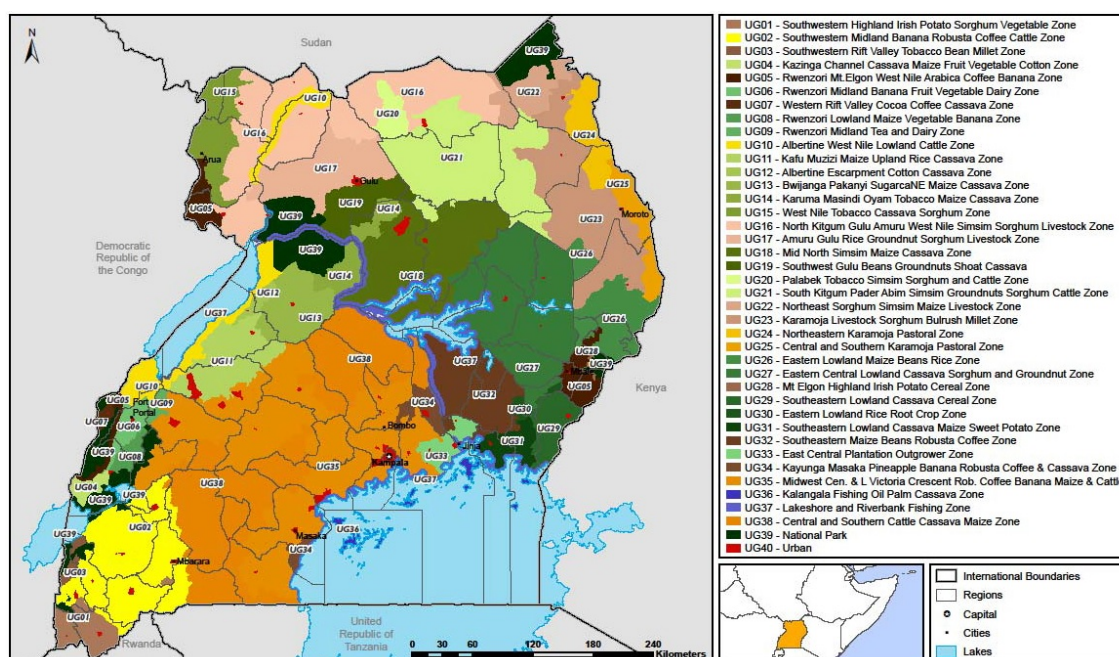 N
Sudan
UG39
UG15
UG10
UG16
UG22
UG20
UG16
UG24
UG21
Arua
UG17
UG25
Gulu
UG19
UG14
UG05
UG39
UG23
Moroto
Democratic
Republic of
the Congo
UG39
UG26
UG14
UG18
UG12
UG37
UG13
UG26
UG11
UG38
UG37
UG28
UG39
UG27
UG10
UG05
Kenya
UG05
Fort
Portal
UG09
UG34
UG32
UG07
UG06
UG30
Bombo
UG29
UG39
UG08
UG31
UG33
Kampala
UG35
UG04
UG37
UG39
UG39
UG38
UG02
UG36
UG39
Masaka
UG34
Mbarara
UG03
UG01
Rwanda
United
Republic of
Tanzania
0 30 60 120 180 240
Kilometers
UG01 - Southwestern Highland Irish Potato Sorghum Vegetable Zone
UG02 - Southwestern Midland Banana Robusta Coffee Cattle Zone
UG03 - Southwestern Rift Valley Tobacco Bean Millet Zone
UG04 - Kazinga Channel Cassava Maize Fruit Vegetable Cotton Zone
UG05 - Rwenzori Mt.Elgon West Nile Arabica Coffee Banana Zone
UG06 - Rwenzori Midland Banana Fruit Vegetable Dairy Zone
UG07 - Western Rift Valley Cocoa Coffee Cassava Zone
UG08 - Rwenzori Lowland Maize Vegetable Banana Zone
UG09 - Rwenzori Midland Tea and Dairy Zone
UG10 - Albertine West Nile Lowland Cattle Zone
UG11 - Kafu Muzizi Maize Upland Rice Cassava Zone
UG12 - Albertine Escarpment Cotton Cassava Zone
UG13 - Bwijanga Pakanyi SugarcaNE Maize Cassava Zone
UG14 - Karuma Masindi Oyam Tobacco Maize Cassava Zone
UG15 - West Nile Tobacco Cassava Sorghum Zone
UG16 - North Kitgum Gulu Amuru West Nile Simsim Sorghum Livestock Zone
UG17 - Amuru Gulu Rice Groundnut Sorghum Livestock Zone
UG18 - Mid North Simsim Maize Cassava Zone
UG19 - Southwest Gulu Beans Groundnuts Shoat Cassava
UG20 - Palabek Tobacco Simsim Sorghum and Cattle Zone
UG21 - South Kitgum Pader Abim Simsim Groundnuts Sorghum Cattle Zone
UG22 - Northeast Sorghum Simsim Maize Livestock Zone
UG23 - Karamoja Livestock Sorghum Bulrush Millet Zone
UG24 - Northeastern Karamoja Pastoral Zone
UG25 - Central and Southern Karamoja Pastoral Zone
UG26 - Eastern Lowland Maize Beans Rice Zone
UG27 - Eastern Central Lowland Cassava Sorghum and Groundnut Zone
UG28 - Mt Elgon Highland Irish Potato Cereal Zone
UG29 - Southeastern Lowland Cassava Cereal Zone
UG30 - Eastern Lowland Rice Root Crop Zone
UG31 - Southeastern Lowland Cassava Maize Sweet Potato Zone
UG32 - Southeastern Maize Beans Robusta Coffee Zone
UG33 - East Central Plantation Outgrower Zone
UG34 - Kayunga Masaka Pineapple Banana Robusta Coffee & Cassava Zone
UG35 - Midwest Cen. & L Victoria Crescent Rob. Coffee Banana Maize & Cattl
UG36 - Kalangala Fishing Oil Palm Cassava Zone
UG37 - Lakeshore and Riverbank Fishing Zone
UG38 - Central and Southern Cattle Cassava Maize Zone
UG39 - National Park
UG40 - Urban
International Boundaries
Regions
Capital
Cities
Lakes